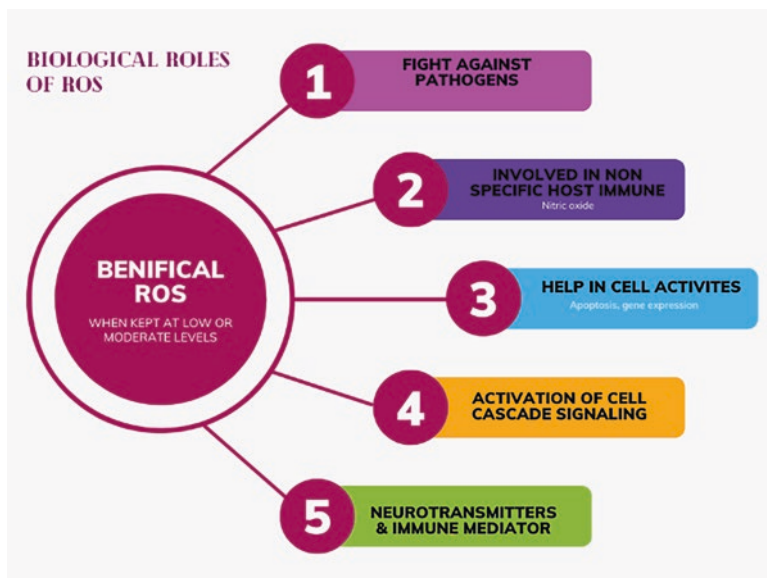 BIOLOGICAL ROLES
OF ROS
BENIFICAL
ROS
WHEN KEPT AT LOW OR
MODERATE LEVELS
1
FIGHT AGAINST
PATHOGENS
2
INVOLVED IN NON
SPECIFIC HOST IMMUNE
Nitric oxide
3
HELP IN CELL ACTIVITES
Apoptosis, gene expression
4
ACTIVATION OF CELL
CASCADE SIGNALING
5
NEUROTRANSMITTERS
& IMMUNE MEDIATOR